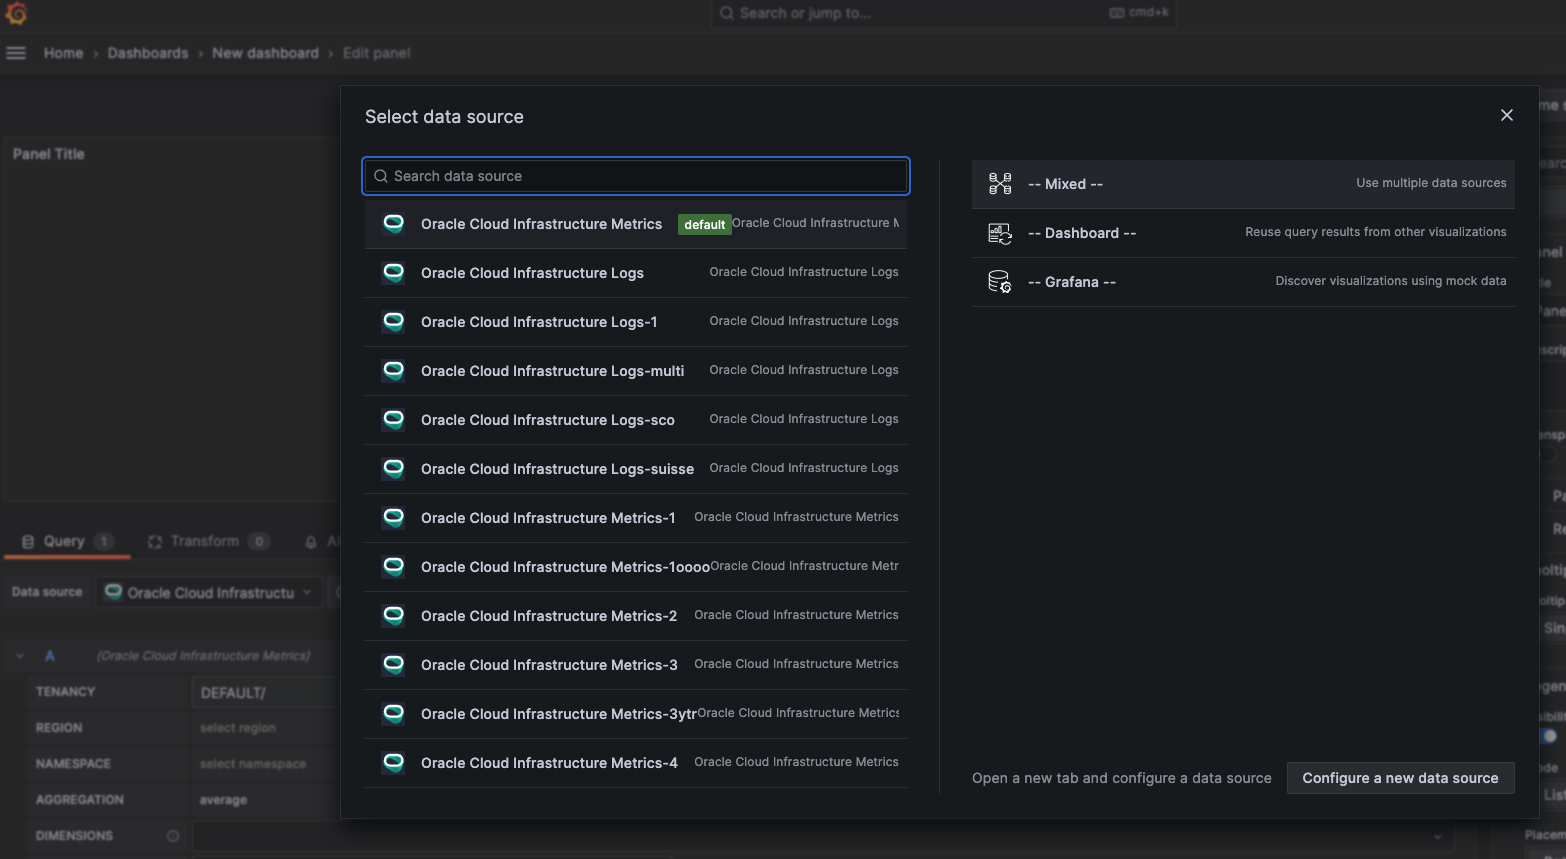 Search or jump to...
cmd+k
Home › Dashboards › New dashboard › Edit panel
Select data source
Panel Title
Search data source
Oracle Cloud Infrastructure Metrics default Oracle Cloud Infrastructure M
Oracle Cloud Infrastructure Logs Oracle Cloud Infrastructure Logs
Oracle Cloud Infrastructure Logs-1 Oracle Cloud Infrastructure Logs
Oracle Cloud Infrastructure Logs-multi Oracle Cloud Infrastructure Logs
Oracle Cloud Infrastructure Logs-sco Oracle Cloud Infrastructure Logs
Oracle Cloud Infrastructure Logs-suisse Oracle Cloud Infrastructure Logs
Oracle Cloud Infrastructure Metrics-1 Oracle Cloud Infrastructure Metrics
Oracle Cloud Infrastructure Metrics-1oooo Oracle Cloud Infrastructure Metr
Oracle Cloud Infrastructure Metrics-2 Oracle Cloud Infrastructure Metrics
Oracle Cloud Infrastructure Metrics-3 Oracle Cloud Infrastructure Metrics
Oracle Cloud Infrastructure Metrics-3ytr Oracle Cloud Infrastructure Metrics
Oracle Cloud Infrastructure Metrics-4 Oracle Cloud Infrastructure Metrics
-- Mixed -- Use multiple data sources
-- Dashboard -- Reuse query results from other visualizations
-- Grafana -- Discover visualizations using mock data
Open a new tab and configure a data source Configure a new data source
Query 1 Transform 0
Data source Oracle Cloud Infrastructu
A (Oracle Cloud Infrastructure Metrics)
TENANCY DEFAULT/
REGION select region
NAMESPACE select namespace
AGGREGATION average
DIMENSIONS